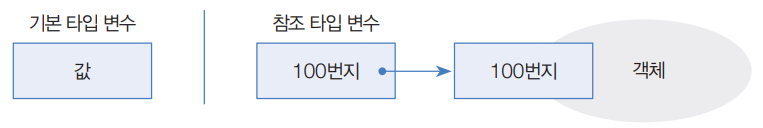 기본 타입 변수
참조 타입 변수
값
100번지
100번지
객체